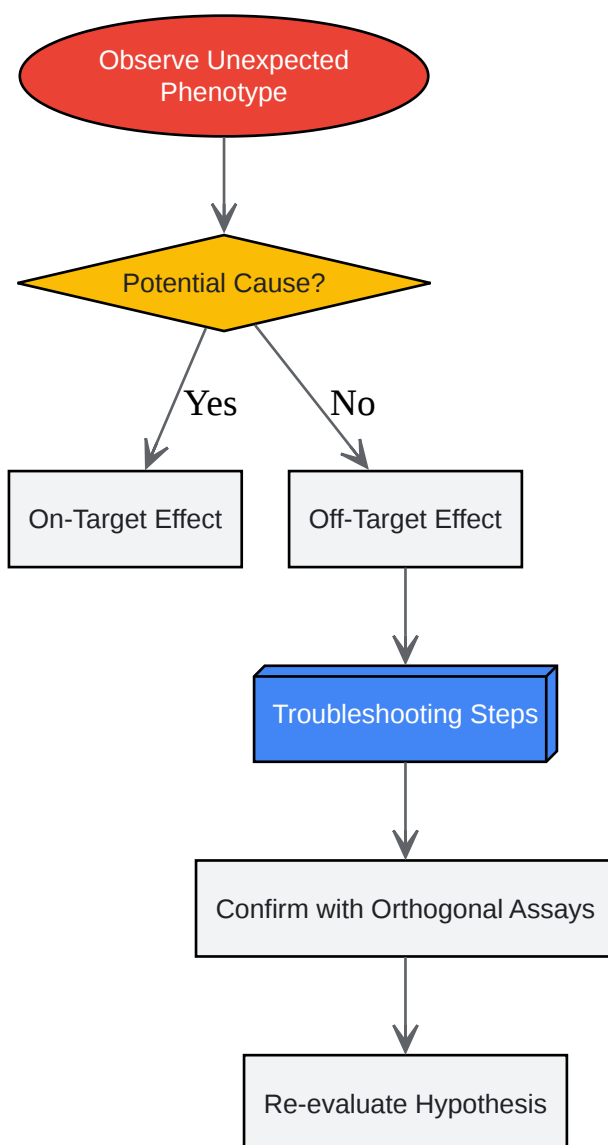 Observe Unexpected
Phenotype
Potential Cause?
Yes
No
On-Target Effect
Off-Target Effect
Troubleshooting Steps
Confirm with Orthogonal Assays
Re-evaluate Hypothesis